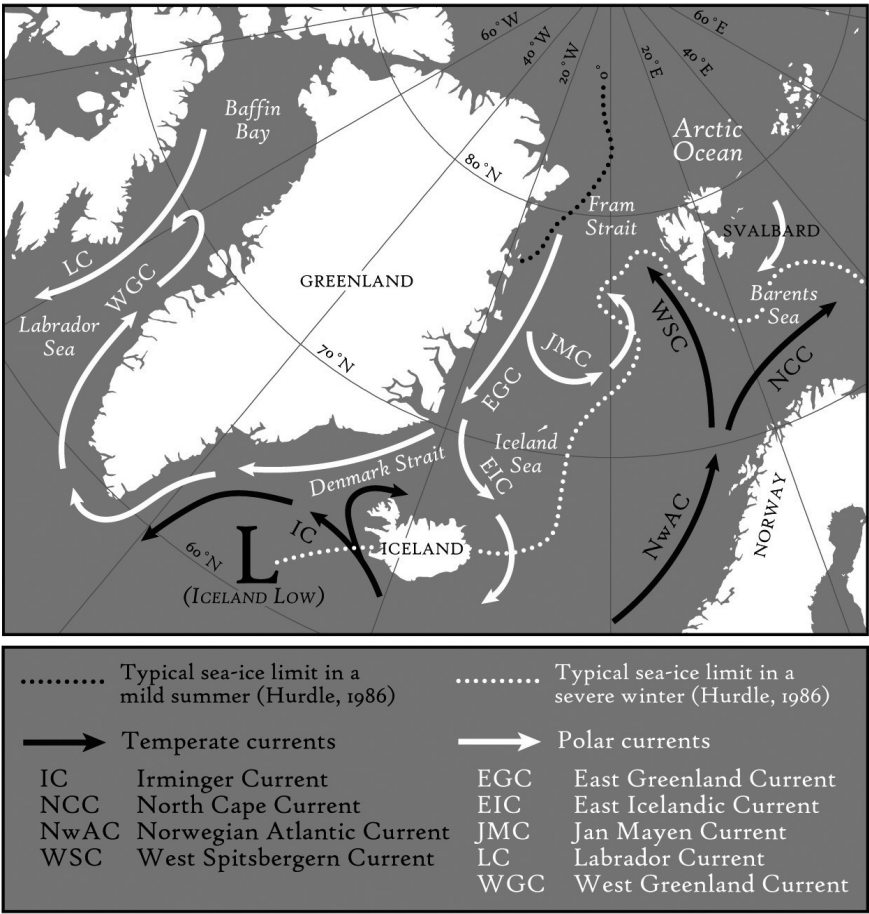 60°W
40°W
20°W
0°
20°E
40°E
60°E
Baffin
Bay
Arctic
Ocean
80°N
Fram
Strait
SVALBARD
LC
WGC
GREENLAND
Labrador
Sea
Barents
Sea
WSC
NCC
JMC
70°N
EGC
Iceland
Sea
EIC
Denmark Strait
NORWAY
NwAC
IC
ICELAND
60°N
L
(ICELAND LOW)
Typical sea-ice limit in a
mild summer (Hurdle, 1986)
Typical sea-ice limit in a
severe winter (Hurdle, 1986)
Temperate currents
IC Irminger Current
NCC North Cape Current
NwAC Norwegian Atlantic Current
WSC West Spitsbergern Current
Polar currents
EGC East Greenland Current
EIC East Icelandic Current
JMC Jan Mayen Current
LC Labrador Current
WGC West Greenland Current